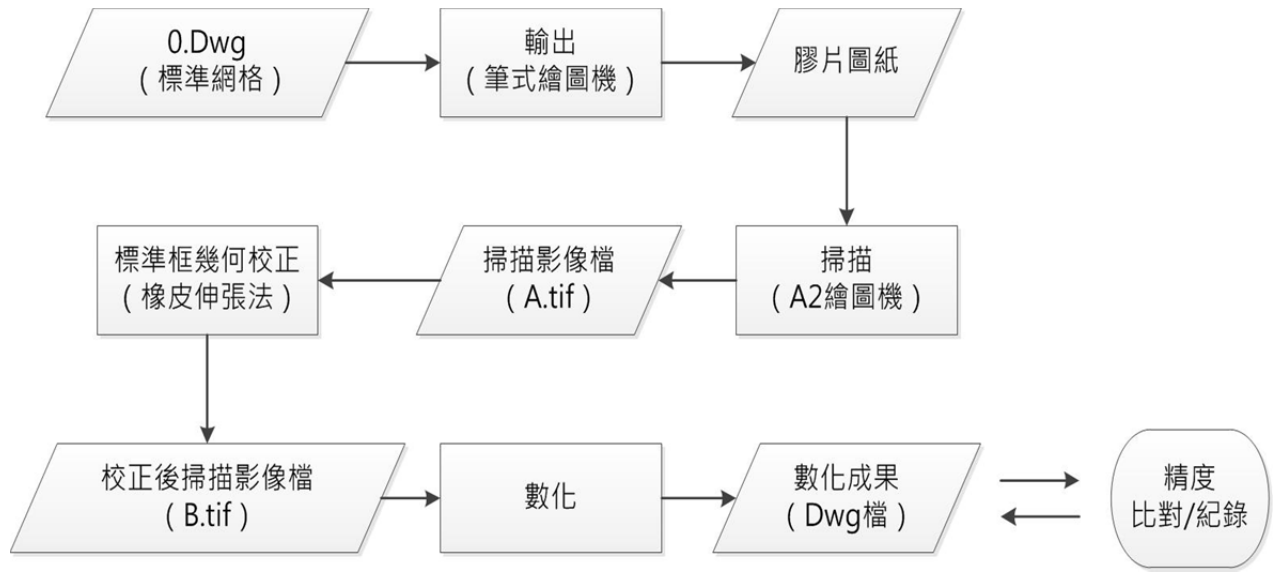 0.Dwg
（標準網格）
輸出
（筆式繪圖機）
膠片圖紙
掃描
（A2繪圖機）
掃描影像檔
（A.tif）
標準框幾何校正
（橡皮伸張法）
校正後掃描影像檔
（B.tif）
數化
數化成果
（Dwg檔）
精度
比對/紀錄